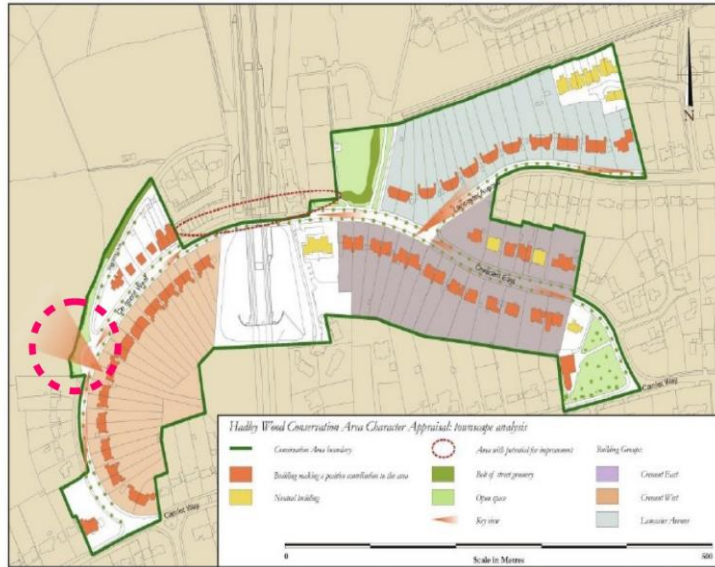 N
Lancaster Avenue
Crescent East
Camlet Way
Camlet Way
Hadley Wood Conservation Area Character Appraisal: townscape analysis
Conservation Area boundary
Area with potential for improvement
Building Groups:
Building making a positive contribution to the area
Belt of street greenery
Crescent East
Neutral building
Open space
Crescent West
Key view
Lancaster Avenue
0
Scale in Metres
500